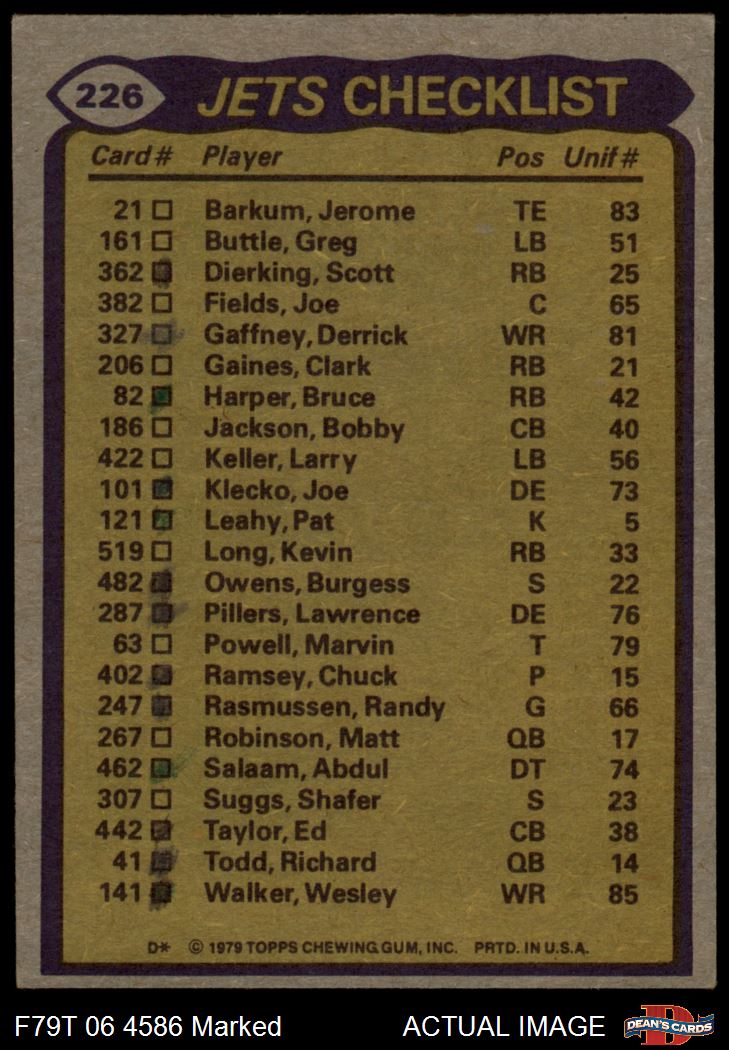 226 JETS CHECKLIST
Card# Player Pos Unif#
21 Barkum, Jerome TE 83
161 Buttle, Greg LB 51
362 Dierking, Scott RB 25
382 Fields, Joe C 65
327 Gaffney, Derrick WR 81
206 Gaines, Clark RB 21
82 Harper, Bruce RB 42
186 Jackson, Bobby CB 40
422 Keller, Larry LB 56
101 Klecko, Joe DE 73
121 Leahy, Pat K 5
519 Long, Kevin RB 33
482 Owens, Burgess S 22
287 Pillers, Lawrence DE 76
63 Powell, Marvin T 79
402 Ramsey, Chuck P 15
247 Rasmussen, Randy G 66
267 Robinson, Matt QB 17
462 Salaam, Abdul DT 74
307 Suggs, Shafer S 23
442 Taylor, Ed CB 38
41 Todd, Richard QB 14
141 Walker, Wesley WR 85
D* © 1979 TOPPS CHEWING GUM, INC. PRTD. IN U.S.A.
F79T 06 4586 Marked ACTUAL IMAGE DEAN'S CARDS